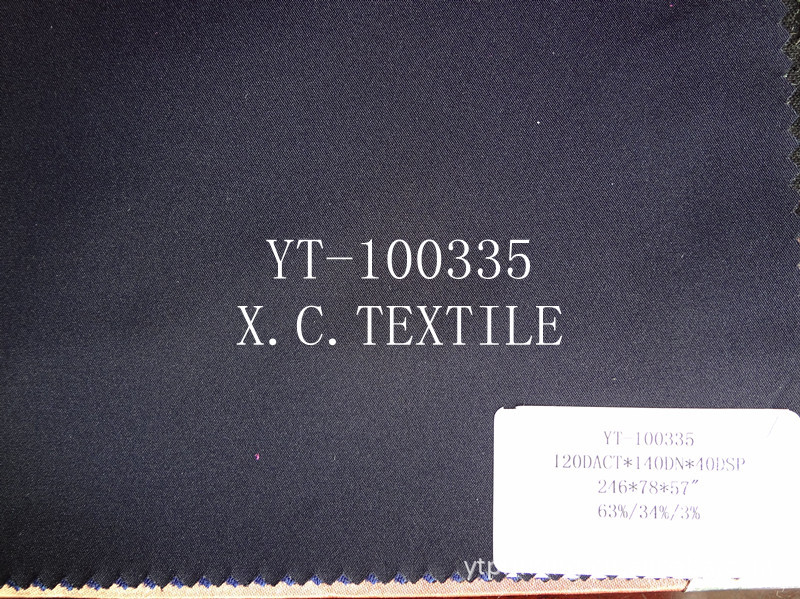 YT-100335
X.C.TEXTILE
YT-100335
120DACT*140DN*40DSP
246*78*57"
63%/34%/3%